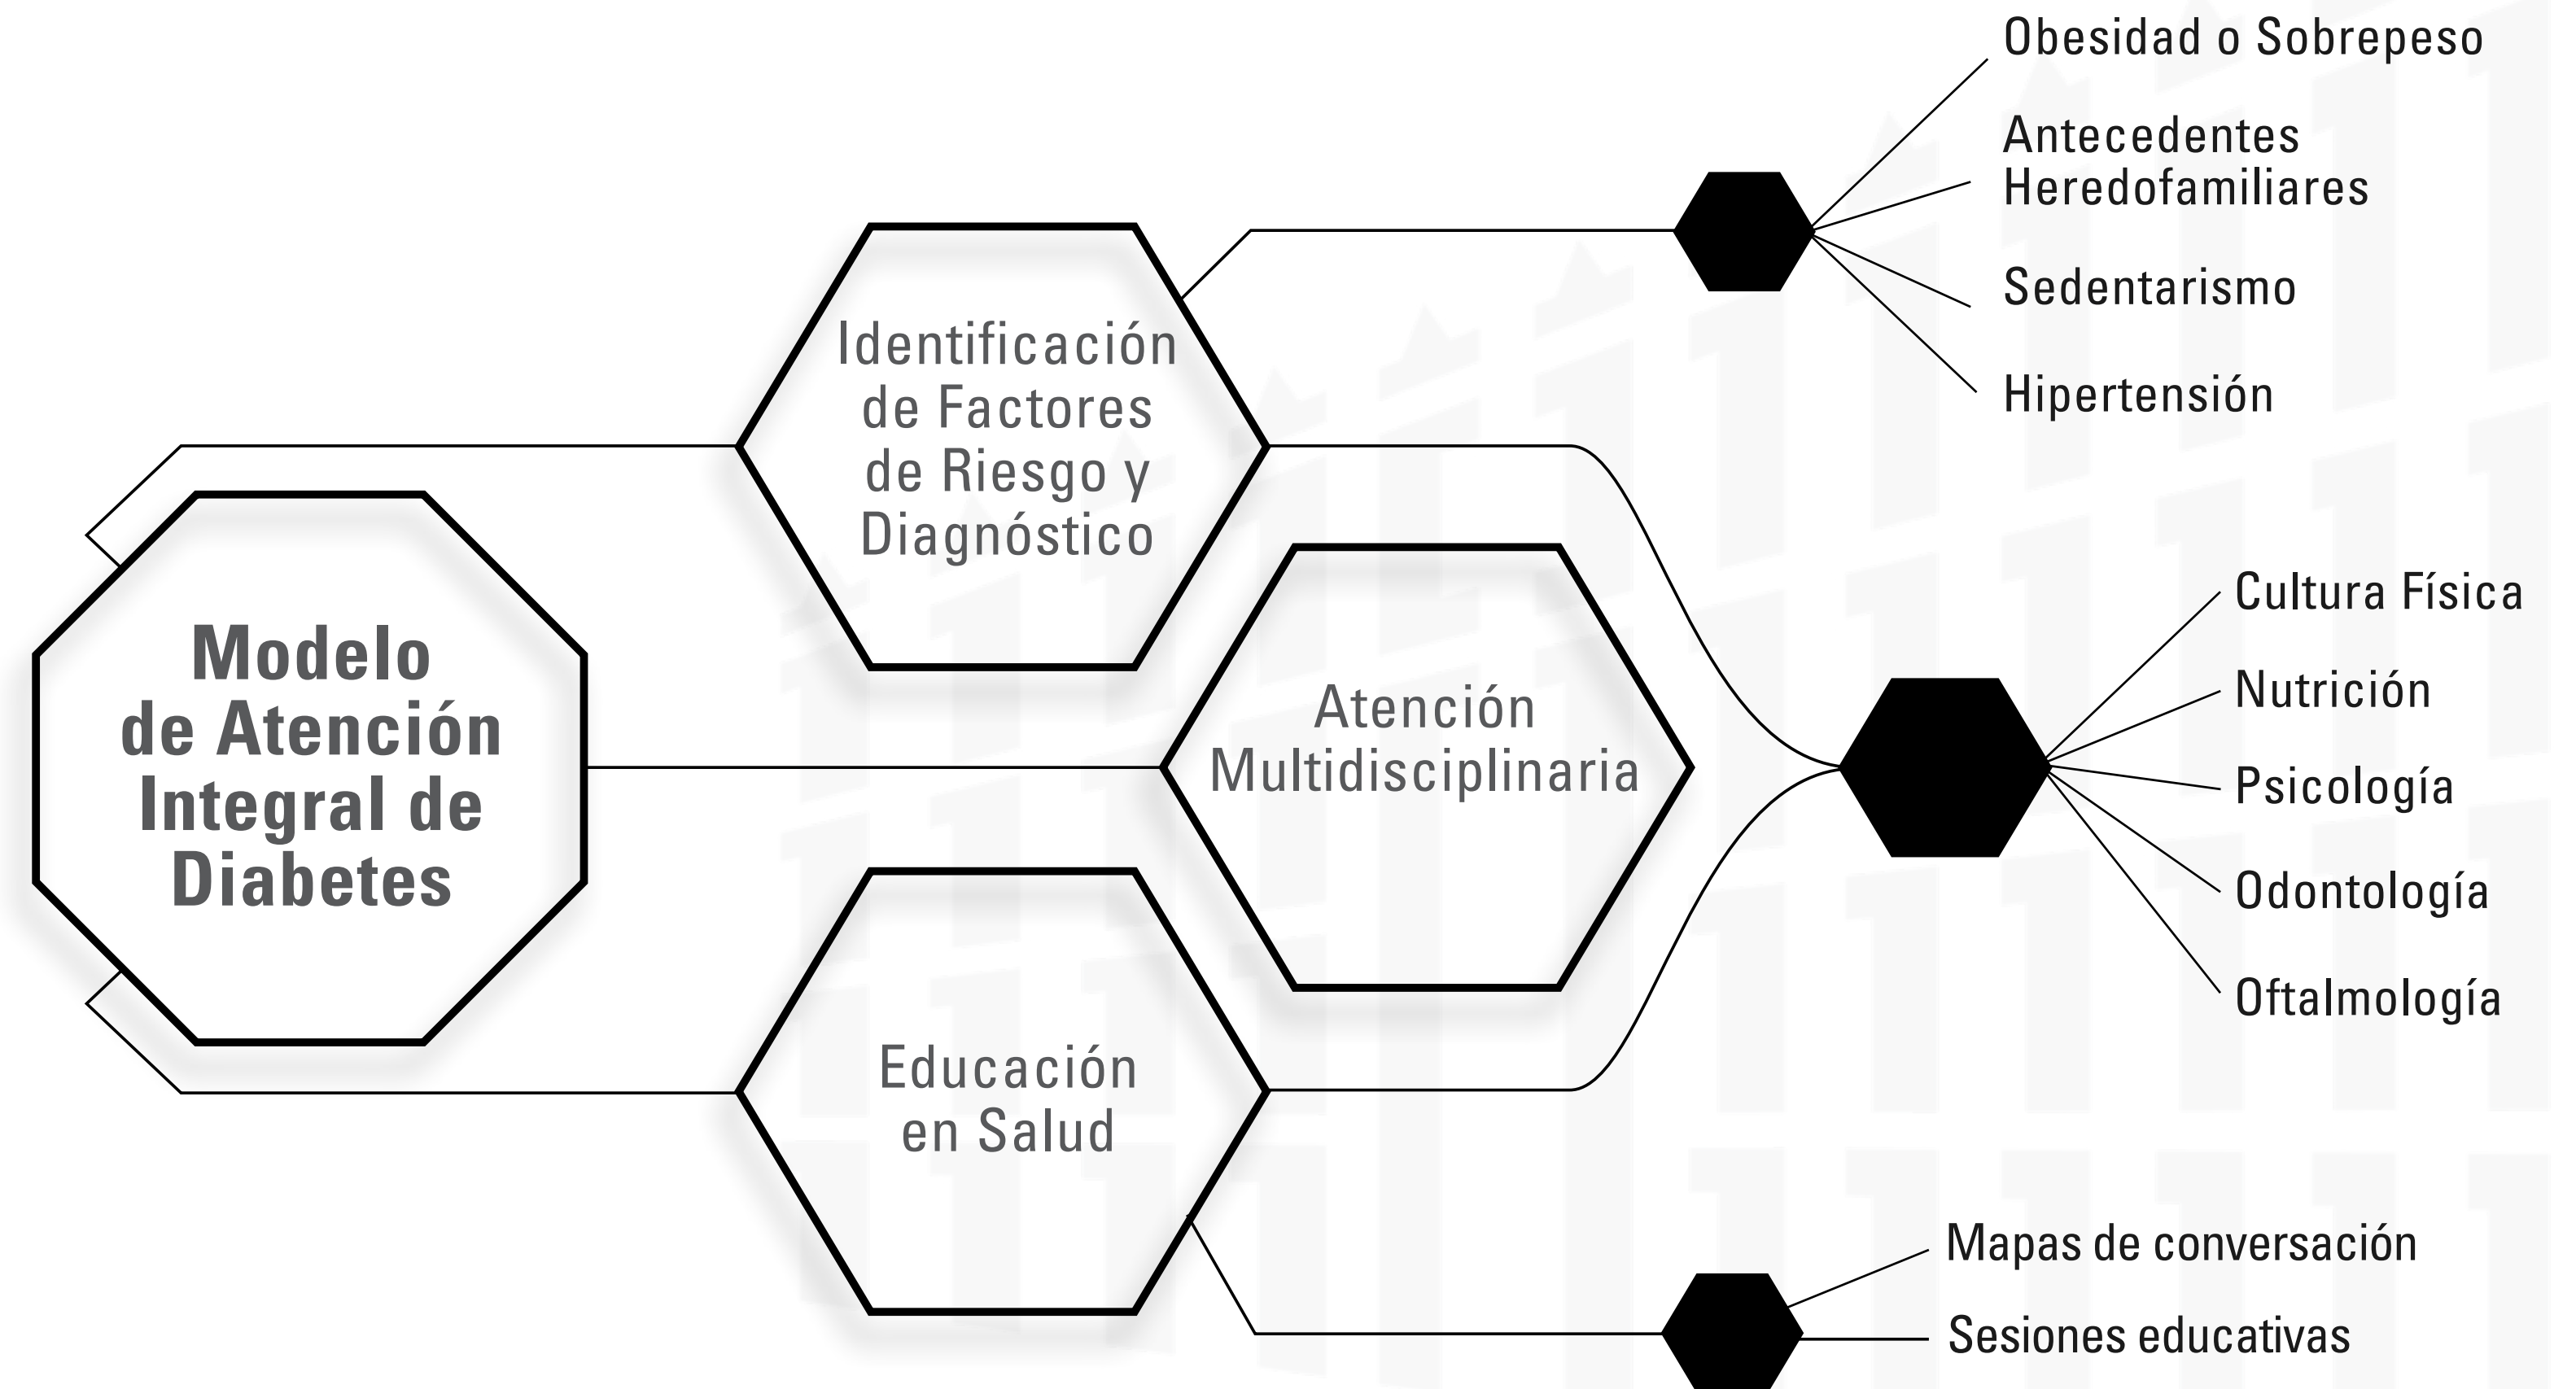 Modelo
de Atención
Integral de
Diabetes
Identificación
de Factores
de Riesgo y
Diagnóstico
Atención
Multidisciplinaria
Educación
en Salud
Obesidad o Sobrepeso
Antecedentes
Heredofamiliares
Sedentarismo
Hipertensión
Cultura Física
Nutrición
Psicología
Odontología
Oftalmología
Mapas de conversación
Sesiones educativas